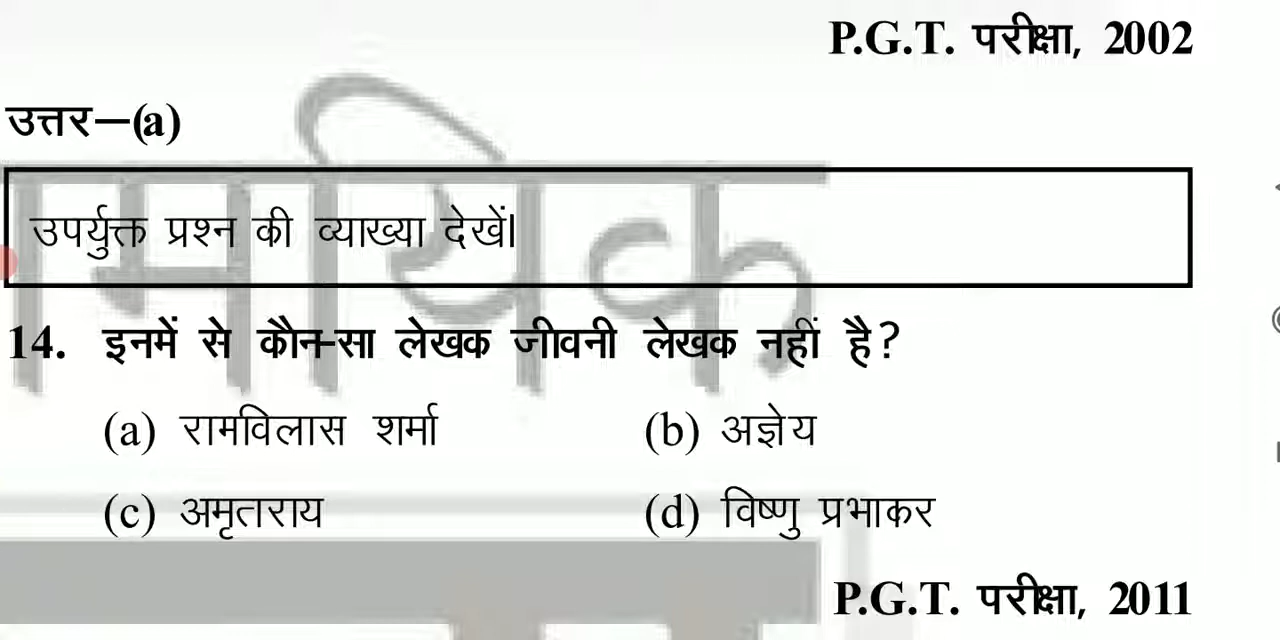 P.G.T. परीक्षा, 2002
उत्तर—(a)
उपर्युक्त प्रश्न की व्याख्या देखें।
14. इनमें से कौन-सा लेखक जीवनी लेखक नहीं है?
(a) रामविलास शर्मा (b) अज्ञेय
(c) अमृतराय (d) विष्णु प्रभाकर
P.G.T. परीक्षा, 2011